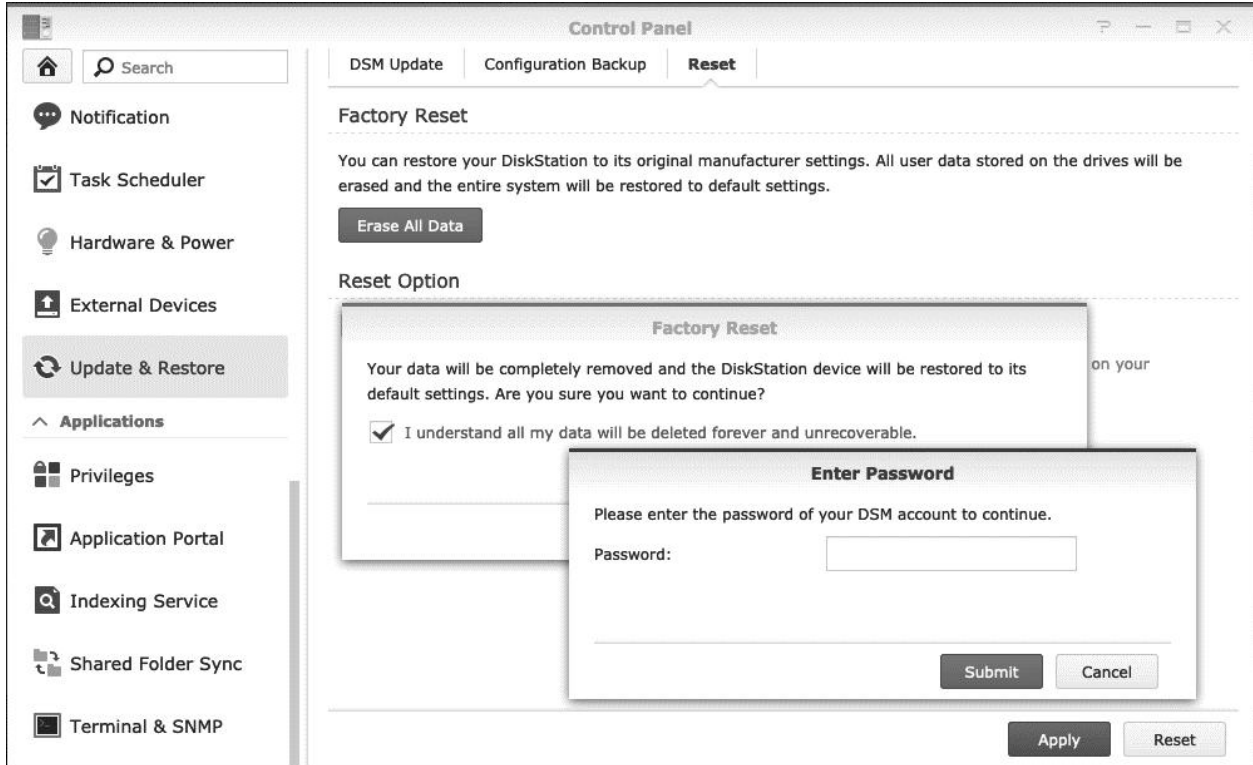 Control Panel
Search
Notification
Task Scheduler
Hardware & Power
External Devices
Update & Restore
Applications
Privileges
Application Portal
Indexing Service
Shared Folder Sync
Terminal & SNMP
DSM Update Configuration Backup Reset
Factory Reset
You can restore your DiskStation to its original manufacturer settings. All user data stored on the drives will be
erased and the entire system will be restored to default settings.
Erase All Data
Reset Option
on your
Factory Reset
Your data will be completely removed and the DiskStation device will be restored to its
default settings. Are you sure you want to continue?
I understand all my data will be deleted forever and unrecoverable.
Enter Password
Please enter the password of your DSM account to continue.
Password:
Submit Cancel
Apply Reset